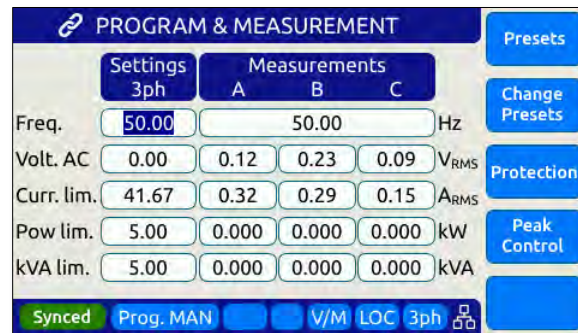 PROGRAM & MEASUREMENT
Settings 3ph Measurements
A B C
Freq. 50.00 50.00 Hz
Volt. AC 0.00 0.12 0.23 0.09 VRMS
Curr. lim. 41.67 0.32 0.29 0.15 ARMS
Pow lim. 5.00 0.000 0.000 0.000 kW
kVA lim. 5.00 0.000 0.000 0.000 kVA
Synced Prog. MAN V/M LOC 3ph
Presets
Change
Presets
Protection
Peak
Control